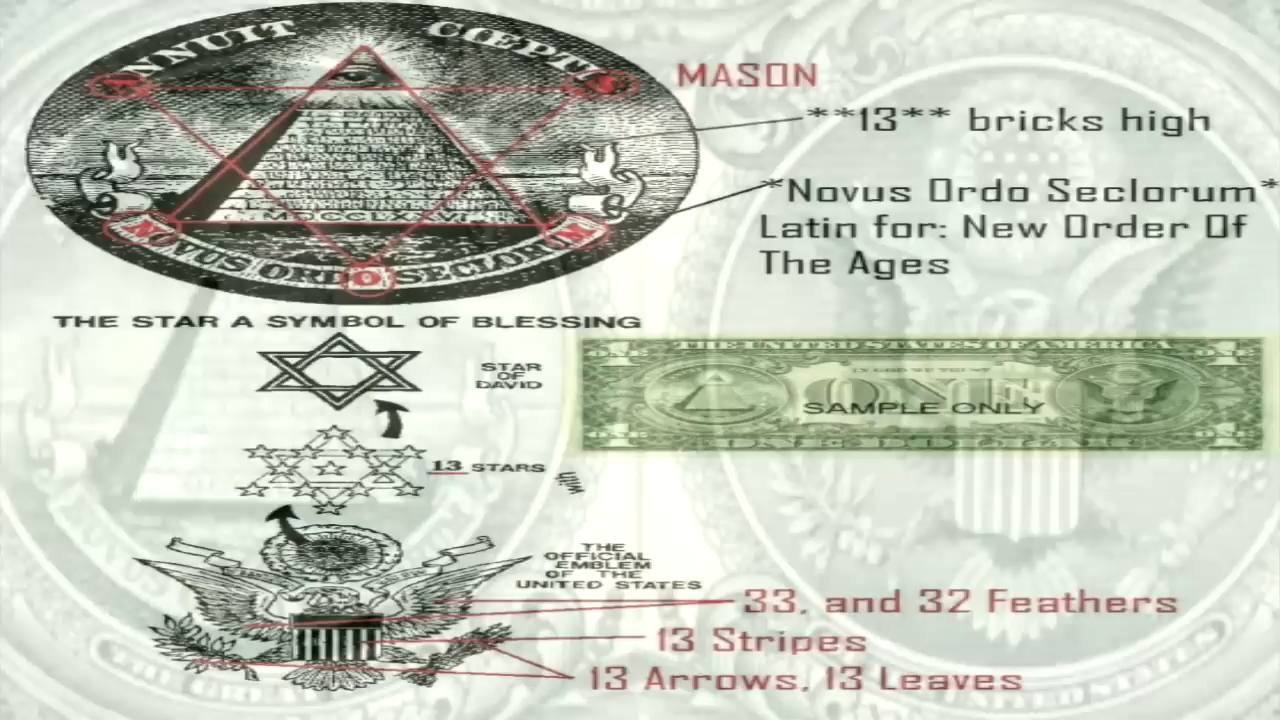 ANNUIT CŒPTIS
MASON
**13** bricks high
*Novus Ordo Seclorum*
Latin for: New Order Of
The Ages
MDCCLXXVI
NOVUS ORDO SECLORUM
THE STAR A SYMBOL OF BLESSING
STAR
OF
DAVID
THE UNITED STATES OF AMERICA
IN GOD WE TRUST
ONE
SAMPLE ONLY
ONE DOLLAR
13 STARS
THE
OFFICIAL
EMBLEM
OF THE
UNITED STATES
33, and 32 Feathers
13 Stripes
13 Arrows, 13 Leaves